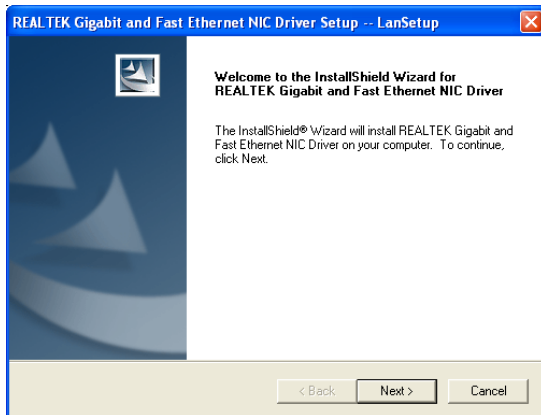 REALTEK Gigabit and Fast Ethernet NIC Driver Setup -- LanSetup
Welcome to the InstallShield Wizard for
REALTEK Gigabit and Fast Ethernet NIC Driver
The InstallShield® Wizard will install REALTEK Gigabit and
Fast Ethernet NIC Driver on your computer. To continue,
click Next.
< Back
Next >
Cancel